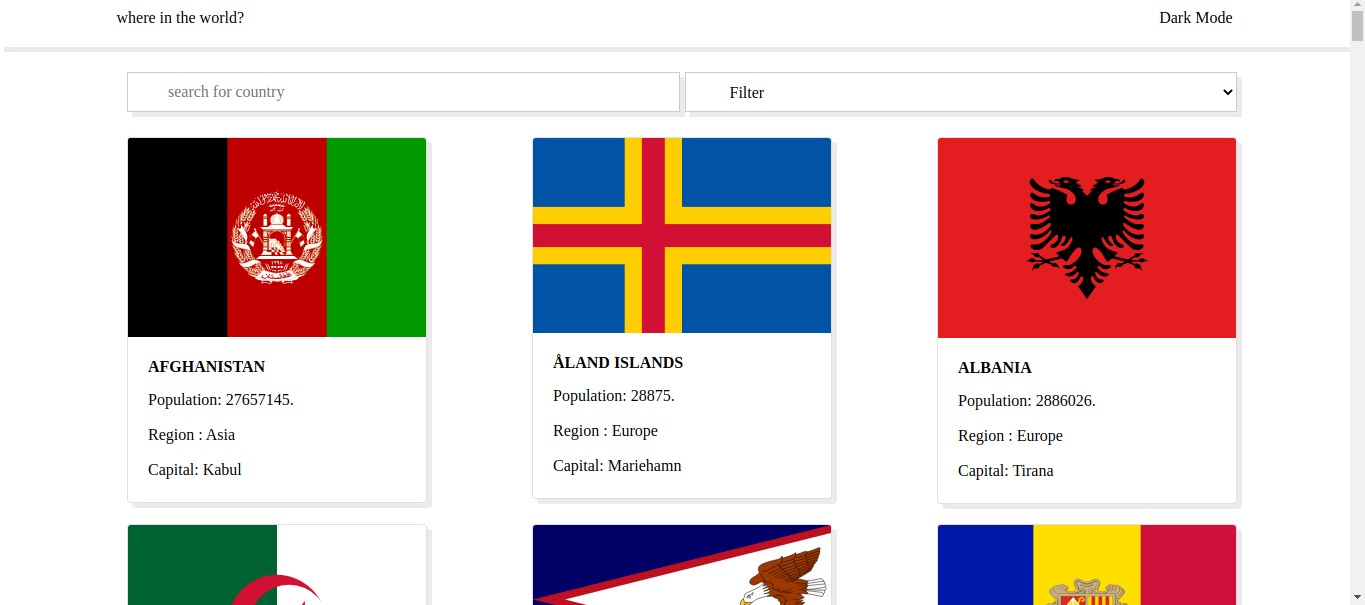 where in the world?
Dark Mode
search for country
Filter
AFGHANISTAN
Population: 27657145.
Region : Asia
Capital: Kabul
ÅLAND ISLANDS
Population: 28875.
Region : Europe
Capital: Mariehamn
ALBANIA
Population: 2886026.
Region : Europe
Capital: Tirana